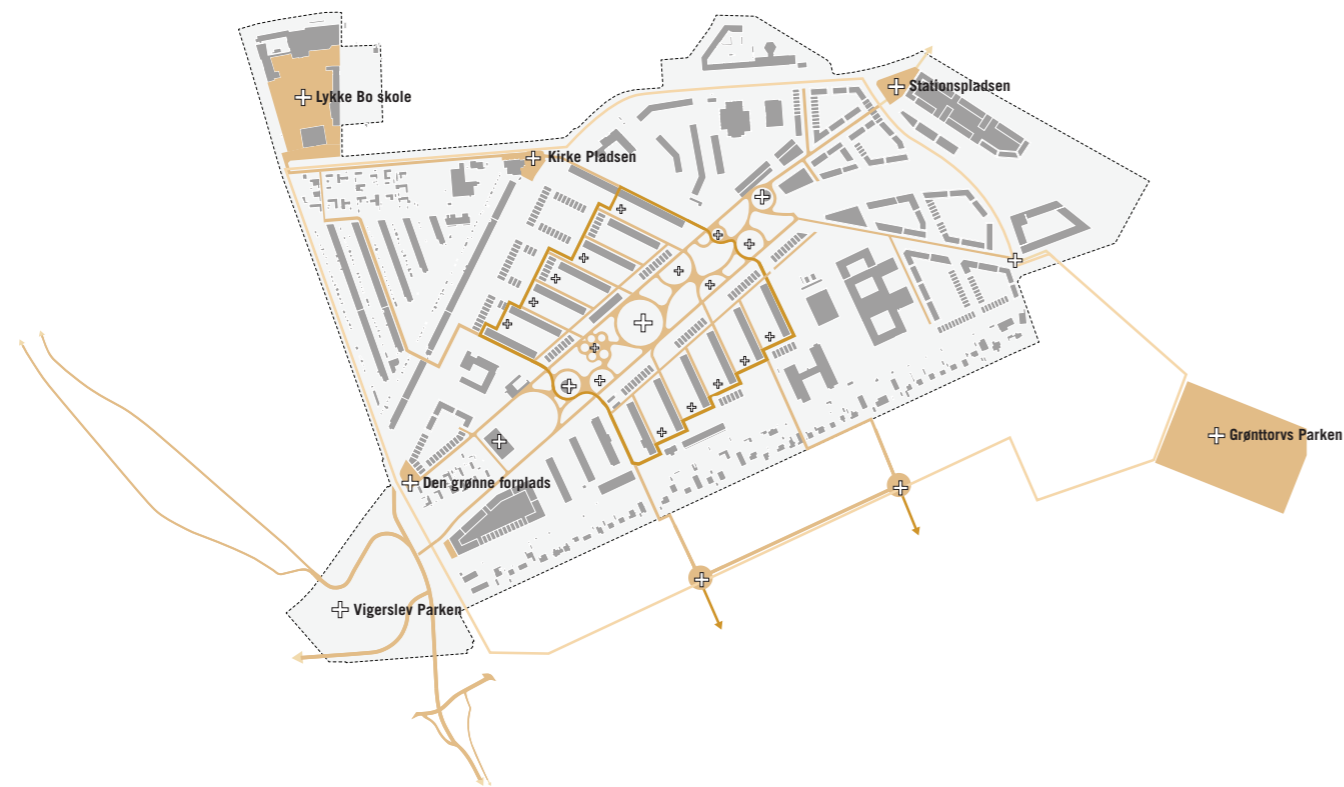 Stationspladsen
Lykke Bo skole
Kirke Pladsen
Grønttorvs Parken
Den grønne forplads
Vigerslev Parken